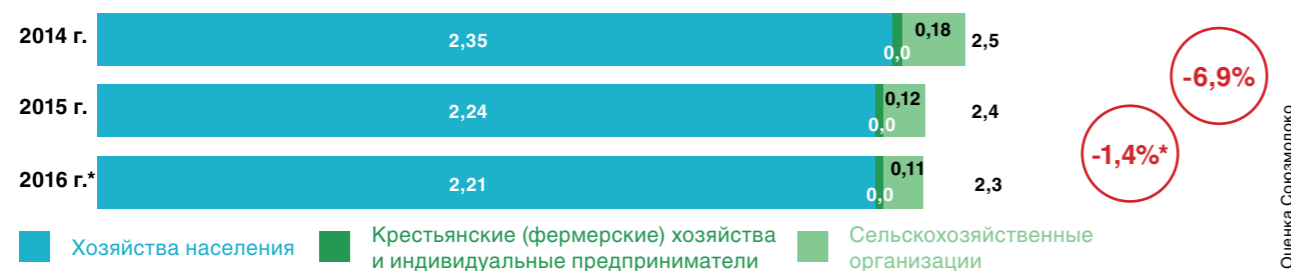 2014 г. 2,35 0,0 0,18 2,5
2015 г. 2,24 0,0 0,12 2,4
2016 г.* 2,21 0,0 0,11 2,3
-6,9%
-1,4%*
Хозяйства населения
Крестьянские (фермерские) хозяйства
и индивидуальные предприниматели
Сельскохозяйственные
организации
Оценка Союзмолоко